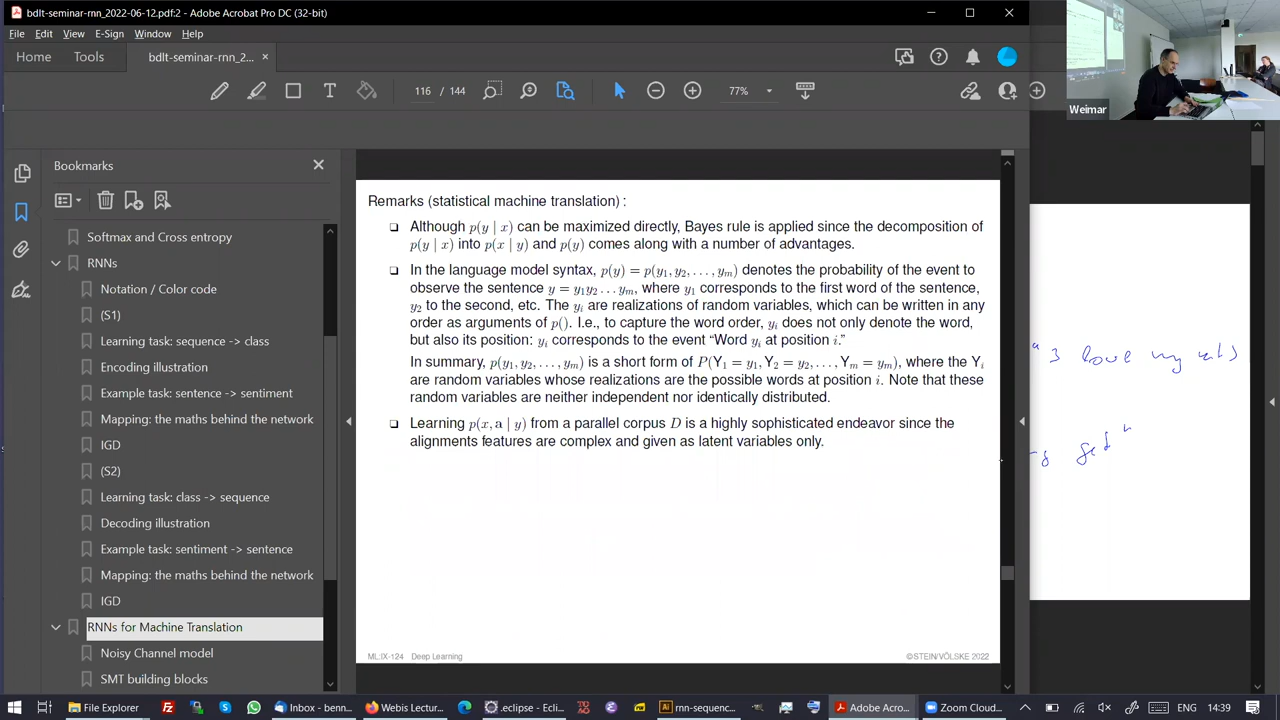 bdlt-seminar-rnn_2022-06-12.pdf:2 - Adobe Acrobat Pro DC (32-bit)
File Edit View E-Sign Window Help
Home Tools bdlt-seminar-rnn_2... ×
116 / 144 77%
Weimar
Bookmarks
Softmax and Cross entropy
RNNs
Notation / Color code
(S1)
Learning task: sequence -> class
Encoding illustration
Example task: sentence -> sentiment
Mapping: the maths behind the network
IGD
(S2)
Learning task: class -> sequence
Decoding illustration
Example task: sentiment -> sentence
Mapping: the maths behind the network
IGD
RNNs for Machine Translation
Noisy Channel model
SMT building blocks
Remarks (statistical machine translation) :
❑ Although p(y | x) can be maximized directly, Bayes rule is applied since the decomposition of
p(y | x) into p(x | y) and p(y) comes along with a number of advantages.
❑ In the language model syntax, p(y) = p(y₁, y₂, . . . , yₘ) denotes the probability of the event to
observe the sentence y = y₁y₂ . . . yₘ, where y₁ corresponds to the first word of the sentence,
y₂ to the second, etc. The yᵢ are realizations of random variables, which can be written in any
order as arguments of p(). I.e., to capture the word order, yᵢ does not only denote the word,
but also its position: yᵢ corresponds to the event “Word yᵢ at position i.”
In summary, p(y₁, y₂, . . . , yₘ) is a short form of P(Y₁ = y₁, Y₂ = y₂, . . . , Yₘ = yₘ), where the Yᵢ
are random variables whose realizations are the possible words at position i. Note that these
random variables are neither independent nor identically distributed.
❑ Learning p(x, a | y) from a parallel corpus D is a highly sophisticated endeavor since the
alignments features are complex and given as latent variables only.
ML:IX-124 Deep Learning
©STEIN/VÖLSKE 2022
File Explorer Inbox - benn... Webis Lectur... eclipse - Ecli... rnn-sequenc... Adobe Acro... Zoom Cloud... ENG 14:39